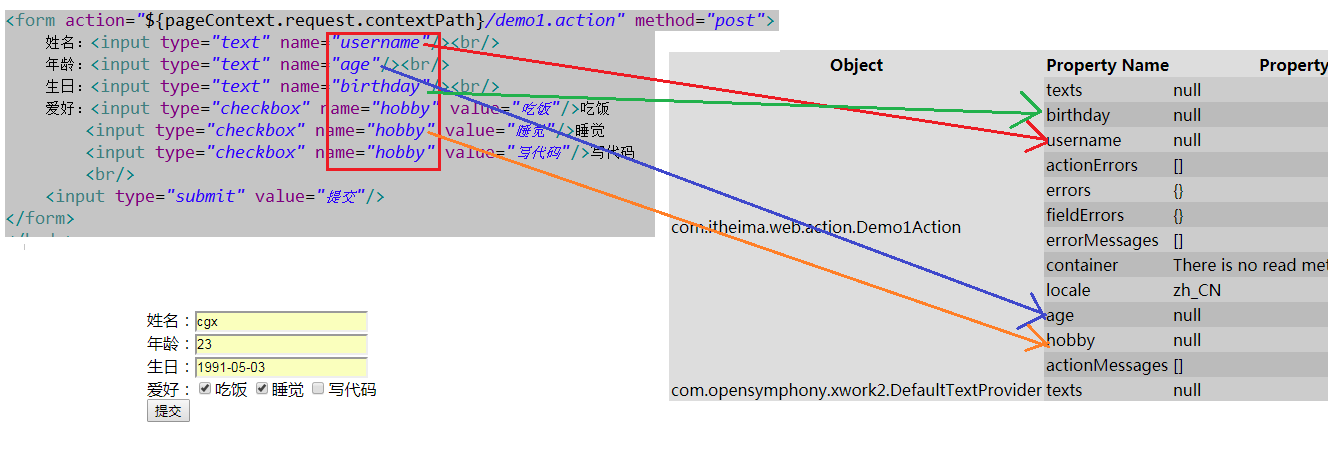 <form action="${pageContext.request.contextPath}/demo1.action" method="post">
姓名：<input type="text" name="username"/><br/>
年龄：<input type="text" name="age"/><br/>
生日：<input type="text" name="birthday"/><br/>
爱好：<input type="checkbox" name="hobby" value="吃饭"/>吃饭
<input type="checkbox" name="hobby" value="睡觉"/>睡觉
<input type="checkbox" name="hobby" value="写代码"/>写代码
<br/>
<input type="submit" value="提交"/>
</form>
姓名：cgx
年龄：23
生日：1991-05-03
爱好：吃饭 睡觉 写代码
提交
Object Property Name Property
texts null
birthday null
username null
actionErrors []
errors {}
fieldErrors {}
com.itheima.web.action.Demo1Action
errorMessages []
container There is no read met
locale zh_CN
age null
hobby null
actionMessages []
com.opensymphony.xwork2.DefaultTextProvider texts null